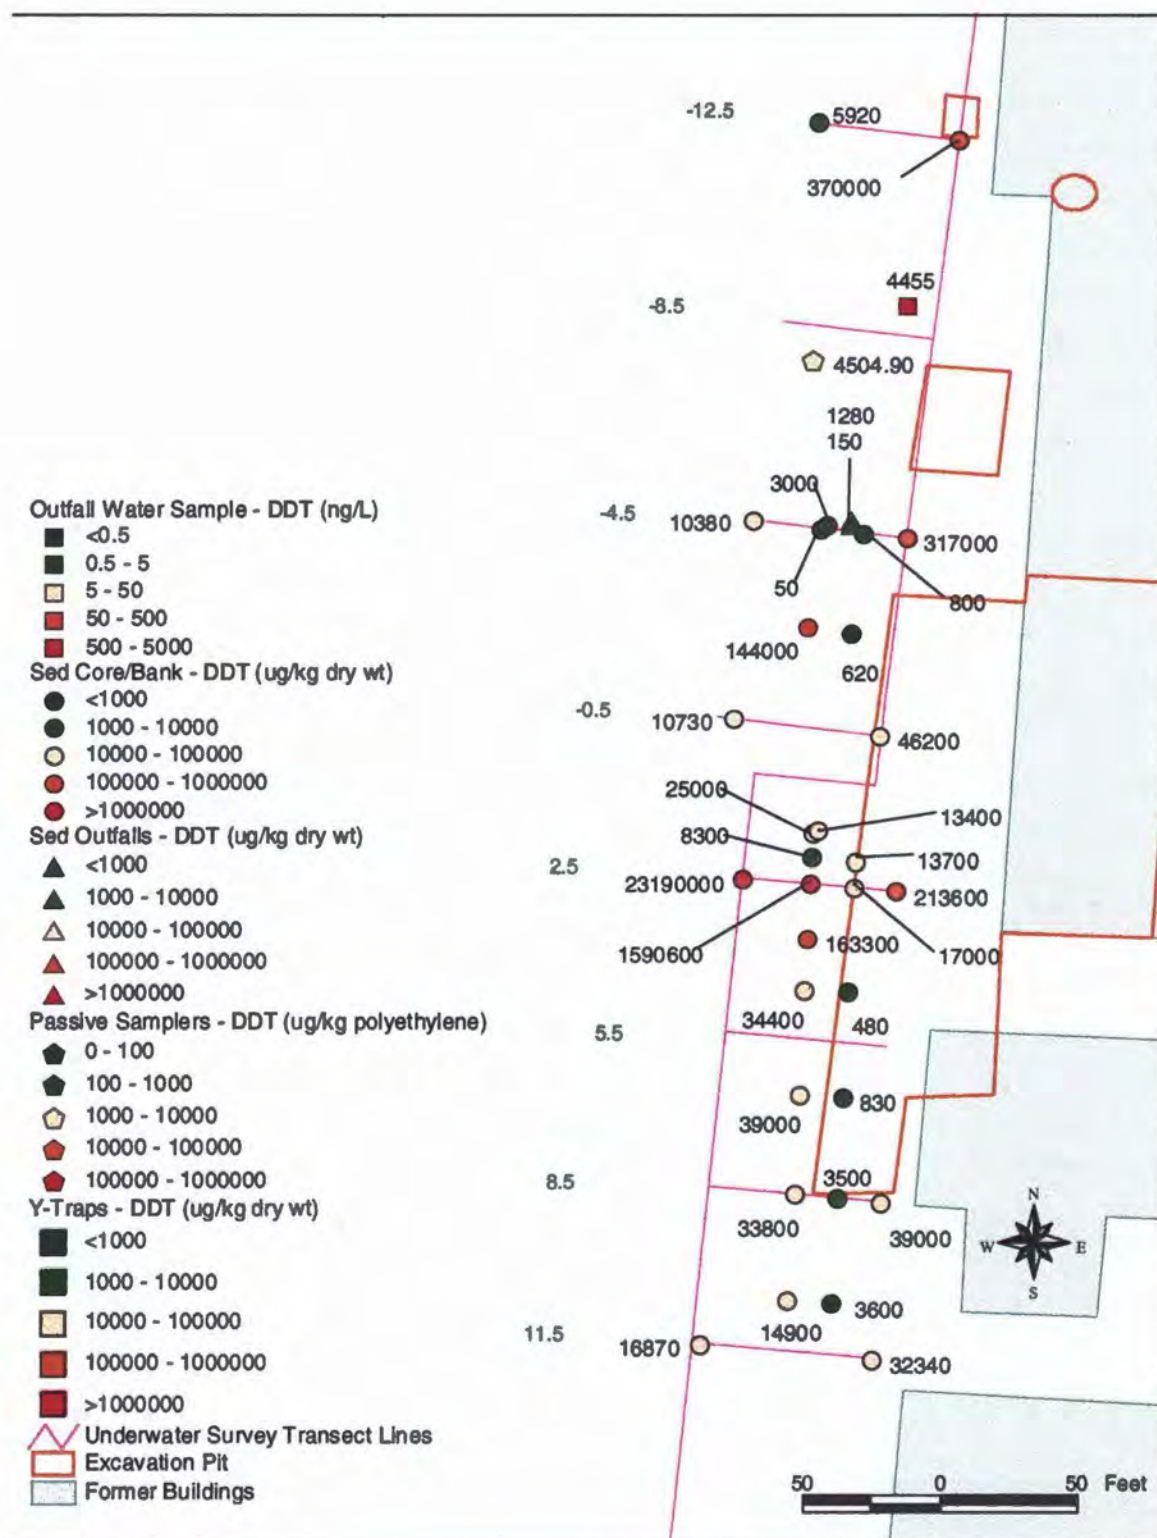 -12.5
5920
370000
4455
-8.5
4504.90
1280
150
3000
-4.5
10380
317000
50
800
144000
620
-0.5
10730
46200
25000
13400
8300
13700
2.5
23190000
213600
1590600
163300
17000
34400
480
5.5
39000
830
8.5
3500
33800
39000
14900
3600
11.5
16870
32340
Outfall Water Sample - DDT (ng/L)
<0.5
0.5 - 5
5 - 50
50 - 500
500 - 5000
Sed Core/Bank - DDT (ug/kg dry wt)
<1000
1000 - 10000
10000 - 100000
100000 - 1000000
>1000000
Sed Outfalls - DDT (ug/kg dry wt)
<1000
1000 - 10000
10000 - 100000
100000 - 1000000
>1000000
Passive Samplers - DDT (ug/kg polyethylene)
0 - 100
100 - 1000
1000 - 10000
10000 - 100000
100000 - 1000000
Y-Traps - DDT (ug/kg dry wt)
<1000
1000 - 10000
10000 - 100000
100000 - 1000000
>1000000
Underwater Survey Transect Lines
Excavation Pit
Former Buildings
N
W E
S
50 0 50 Feet